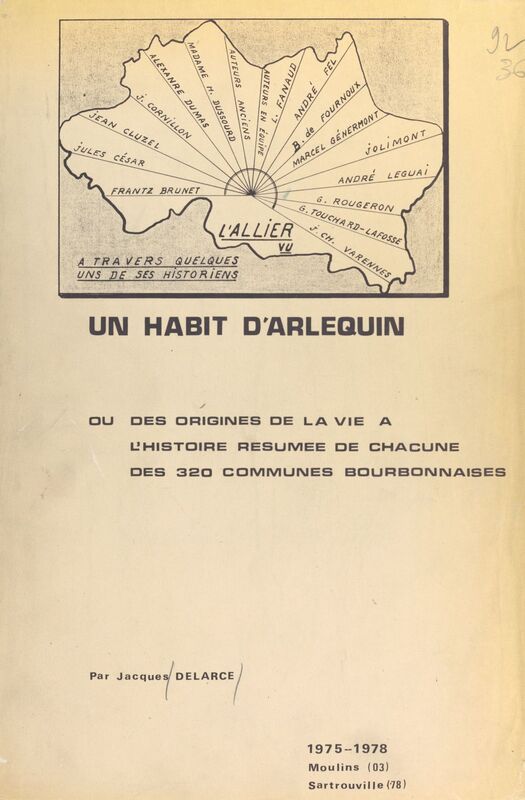 92
36
FRANTZ BRUNET
JULES CÉSAR
JEAN CLUZEL
J. CORNILLON
ALEXANRE DUMAS
MADAME M. DUSSOURD
AUTEURS ANCIENS
AUTEURS EN ÉQUIPE
L. FANAUD
ANDRÉ FEL
B. de FOURNOUX
MARCEL GÉNERMONT
JOLIMONT
ANDRÉ LEGUAI
G. ROUGERON
G. TOUCHARD-LAFOSSE
J. CH. VARENNES
L'ALLIER
VU
A TRAVERS QUELQUES
UNS DE SES HISTORIENS
UN HABIT D'ARLEQUIN
OU DES ORIGINES DE LA VIE A
L'HISTOIRE RESUMEE DE CHACUNE
DES 320 COMMUNES BOURBONNAISES
Par Jacques DELARCE
1975-1978
Moulins (03)
Sartrouville (78)